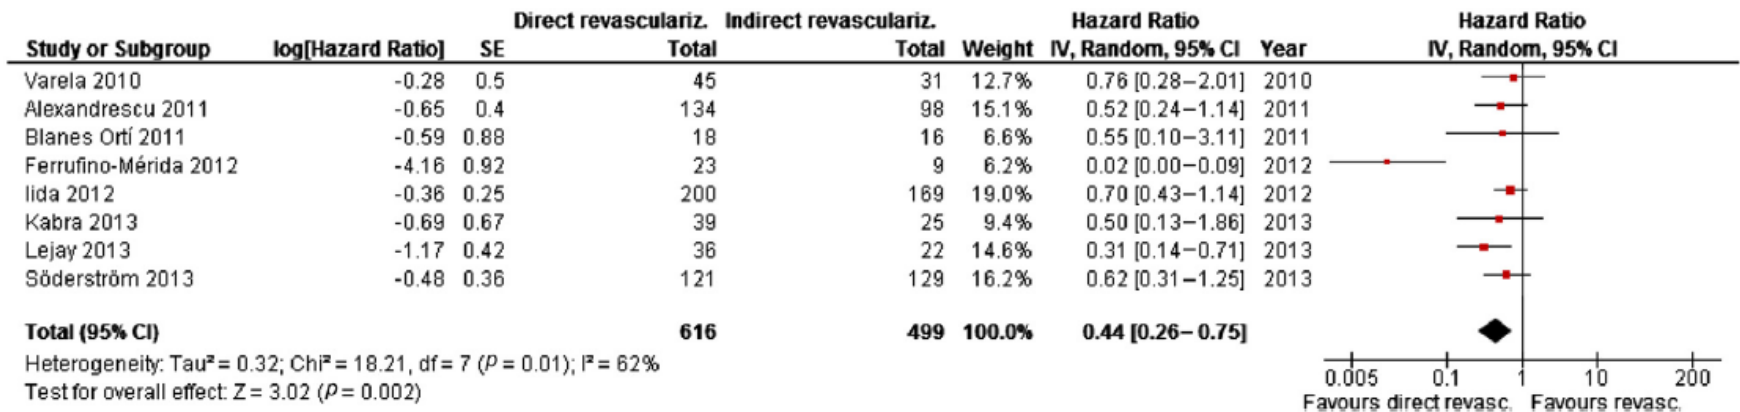 Direct revasculariz. Indirect revasculariz. Hazard Ratio Hazard Ratio
Study or Subgroup log[Hazard Ratio] SE Total Total Weight IV, Random, 95% CI Year IV, Random, 95% CI
Varela 2010 -0.28 0.5 45 31 12.7% 0.76 [0.28−2.01] 2010
Alexandrescu 2011 -0.65 0.4 134 98 15.1% 0.52 [0.24−1.14] 2011
Blanes Ortí 2011 -0.59 0.88 18 16 6.6% 0.55 [0.10−3.11] 2011
Ferrufino-Mérida 2012 -4.16 0.92 23 9 6.2% 0.02 [0.00−0.09] 2012
Iida 2012 -0.36 0.25 200 169 19.0% 0.70 [0.43−1.14] 2012
Kabra 2013 -0.69 0.67 39 25 9.4% 0.50 [0.13−1.86] 2013
Lejay 2013 -1.17 0.42 36 22 14.6% 0.31 [0.14−0.71] 2013
Söderström 2013 -0.48 0.36 121 129 16.2% 0.62 [0.31−1.25] 2013
Total (95% CI) 616 499 100.0% 0.44 [0.26−0.75]
Heterogeneity: Tau² = 0.32; Chi² = 18.21, df = 7 (P = 0.01); I² = 62%
Test for overall effect: Z = 3.02 (P = 0.002)
0.005 0.1 1 10 200
Favours direct revasc. Favours revasc.